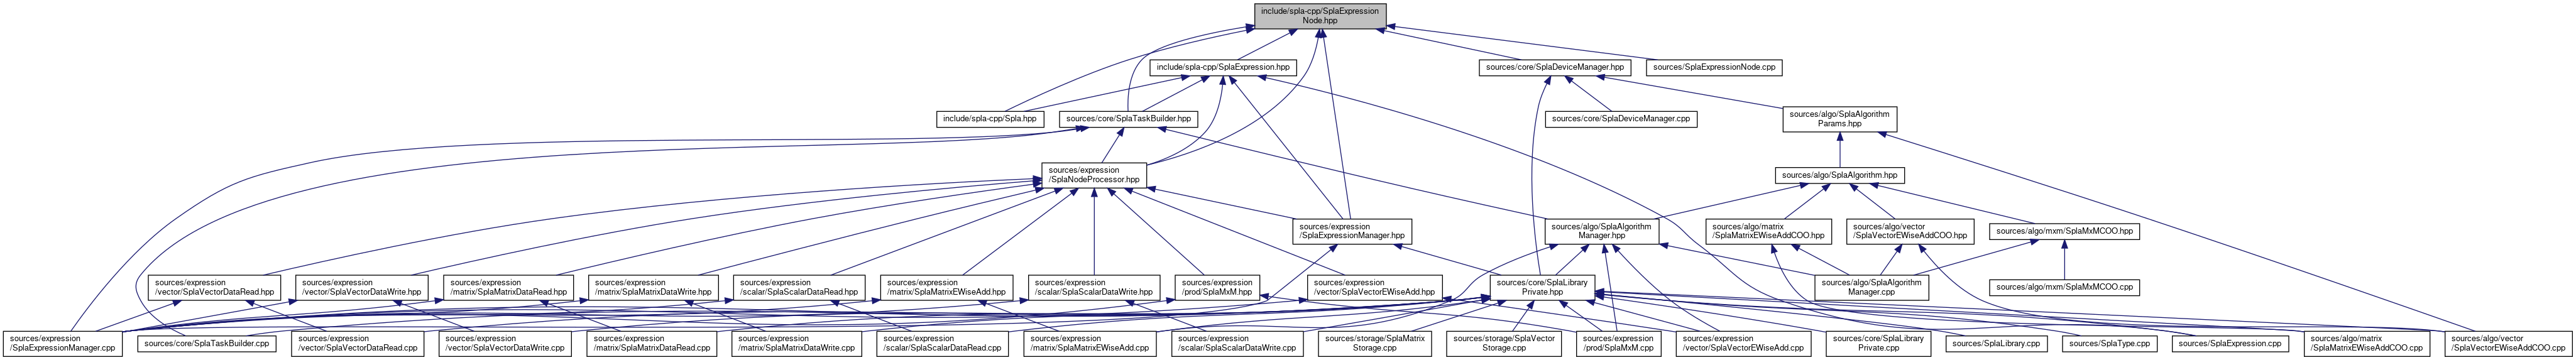 include/spla-cpp/SplaExpression
Node.hpp
include/spla-cpp/SplaExpression.hpp
sources/core/SplaDeviceManager.hpp
sources/SplaExpressionNode.cpp
include/spla-cpp/Spla.hpp
sources/core/SplaTaskBuilder.hpp
sources/core/SplaDeviceManager.cpp
sources/algo/SplaAlgorithm
Params.hpp
sources/expression
/SplaNodeProcessor.hpp
sources/algo/SplaAlgorithm.hpp
sources/expression
/SplaExpressionManager.hpp
sources/algo/SplaAlgorithm
Manager.hpp
sources/algo/matrix
/SplaMatrixEWiseAddCOO.hpp
sources/algo/vector
/SplaVectorEWiseAddCOO.hpp
sources/algo/mxm/SplaMxMCOO.hpp
sources/expression
/vector/SplaVectorDataRead.hpp
sources/expression
/vector/SplaVectorDataWrite.hpp
sources/expression
/matrix/SplaMatrixDataRead.hpp
sources/expression
/matrix/SplaMatrixDataWrite.hpp
sources/expression
/scalar/SplaScalarDataRead.hpp
sources/expression
/matrix/SplaMatrixEWiseAdd.hpp
sources/expression
/scalar/SplaScalarDataWrite.hpp
sources/expression
/prod/SplaMxM.hpp
sources/expression
/vector/SplaVectorEWiseAdd.hpp
sources/core/SplaLibrary
Private.hpp
sources/algo/SplaAlgorithm
Manager.cpp
sources/algo/mxm/SplaMxMCOO.cpp
sources/expression
/SplaExpressionManager.cpp
sources/core/SplaTaskBuilder.cpp
sources/expression
/vector/SplaVectorDataRead.cpp
sources/expression
/vector/SplaVectorDataWrite.cpp
sources/expression
/matrix/SplaMatrixDataRead.cpp
sources/expression
/matrix/SplaMatrixDataWrite.cpp
sources/expression
/scalar/SplaScalarDataRead.cpp
sources/expression
/matrix/SplaMatrixEWiseAdd.cpp
sources/expression
/scalar/SplaScalarDataWrite.cpp
sources/storage/SplaMatrix
Storage.cpp
sources/storage/SplaVector
Storage.cpp
sources/expression
/prod/SplaMxM.cpp
sources/expression
/vector/SplaVectorEWiseAdd.cpp
sources/core/SplaLibrary
Private.cpp
sources/SplaLibrary.cpp
sources/SplaType.cpp
sources/SplaExpression.cpp
sources/algo/matrix
/SplaMatrixEWiseAddCOO.cpp
sources/algo/vector
/SplaVectorEWiseAddCOO.cpp